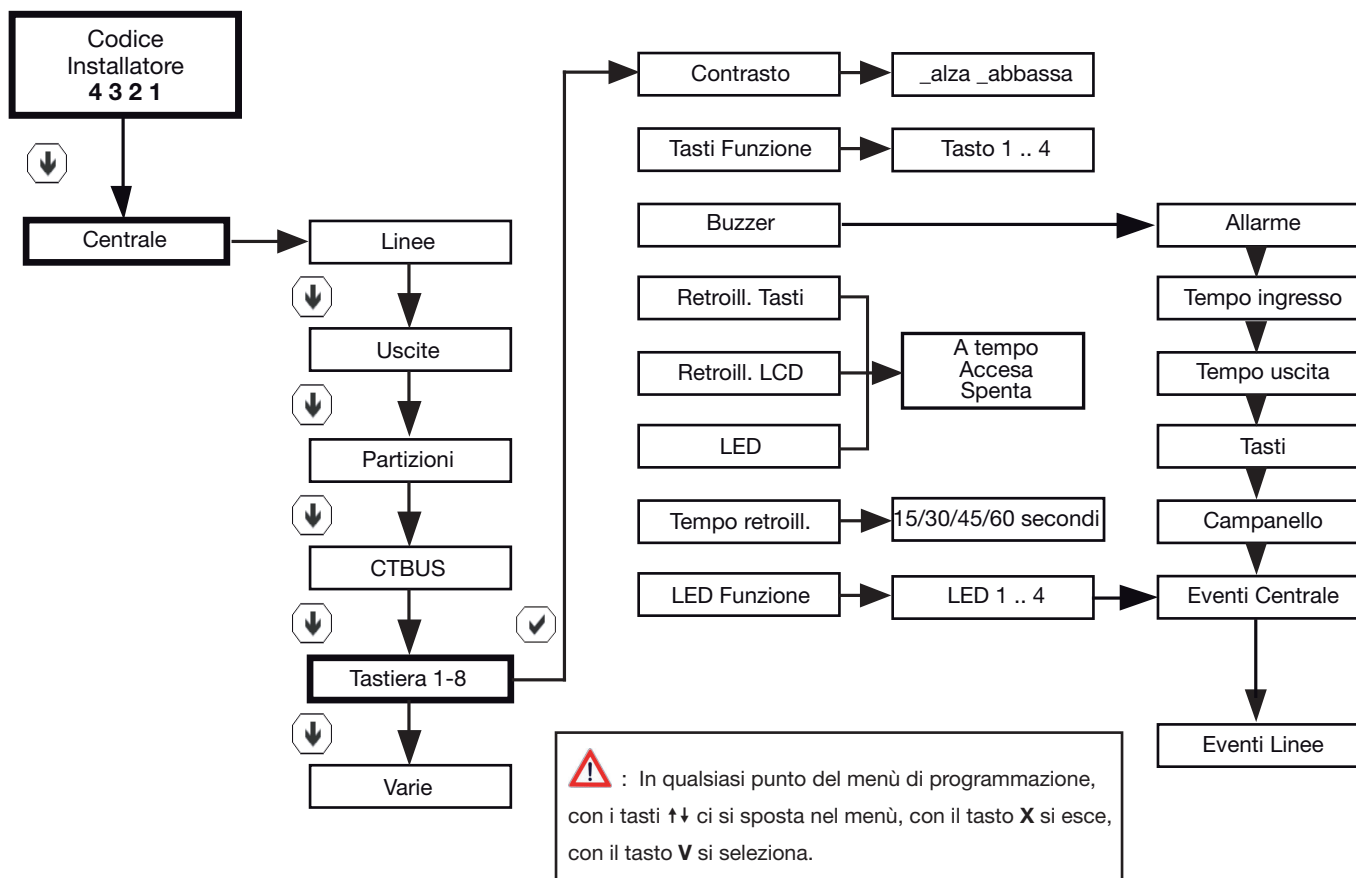 Codice
Installatore
4 3 2 1
Centrale
Linee
Uscite
Partizioni
CTBUS
Tastiera 1-8
Varie
Contrasto
_alza _abbassa
Tasti Funzione
Tasto 1 .. 4
Buzzer
Retroill. Tasti
Retroill. LCD
LED
A tempo
Accesa
Spenta
Tempo retroill.
15/30/45/60 secondi
LED Funzione
LED 1 .. 4
Allarme
Tempo ingresso
Tempo uscita
Tasti
Campanello
Eventi Centrale
Eventi Linee
: In qualsiasi punto del menù di programmazione,
con i tasti ↑↓ ci si sposta nel menù, con il tasto X si esce,
con il tasto V si seleziona.